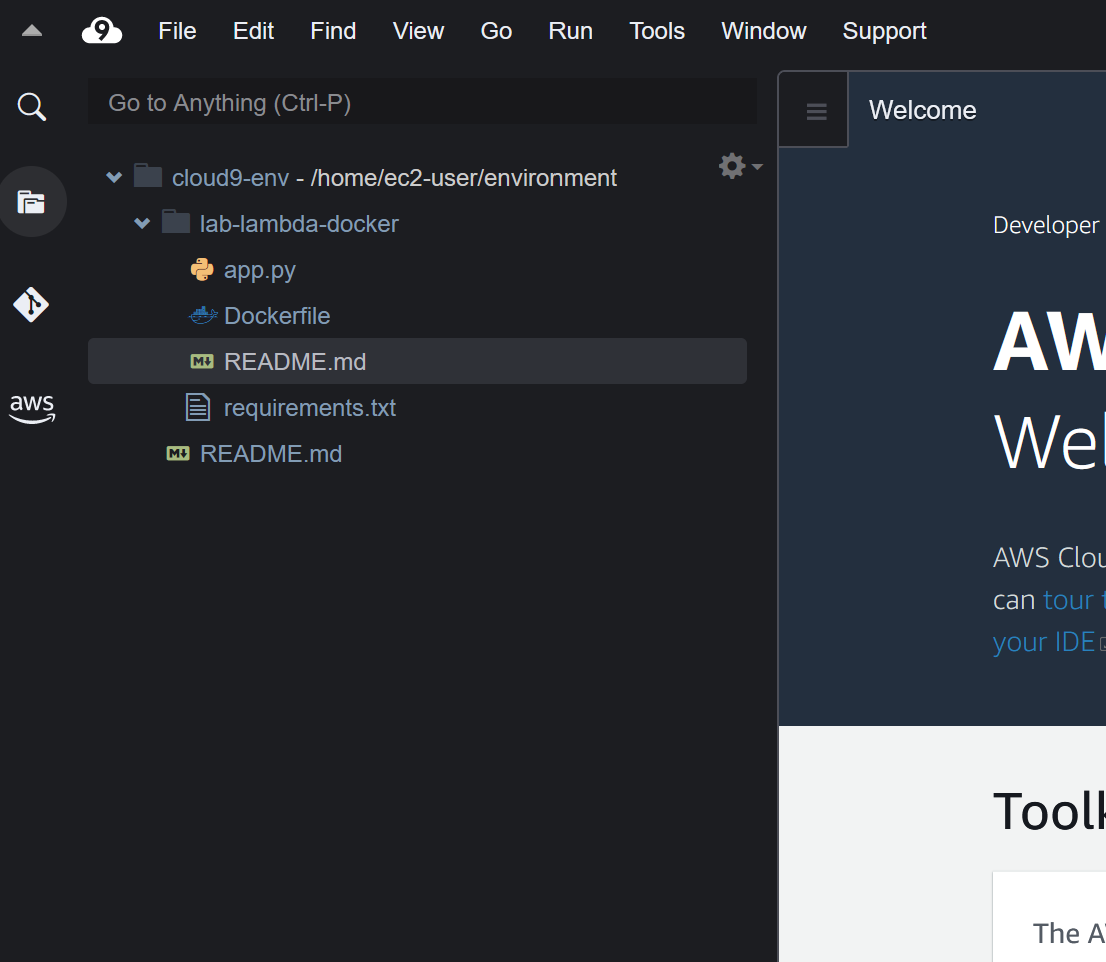 File Edit Find View Go Run Tools Window Support
Go to Anything (Ctrl-P)
cloud9-env - /home/ec2-user/environment
lab-lambda-docker
app.py
Dockerfile
README.md
requirements.txt
README.md
aws
Welcome
Developer
AW
Wel
AWS Clou
can tour t
your IDE
Toolk
The A